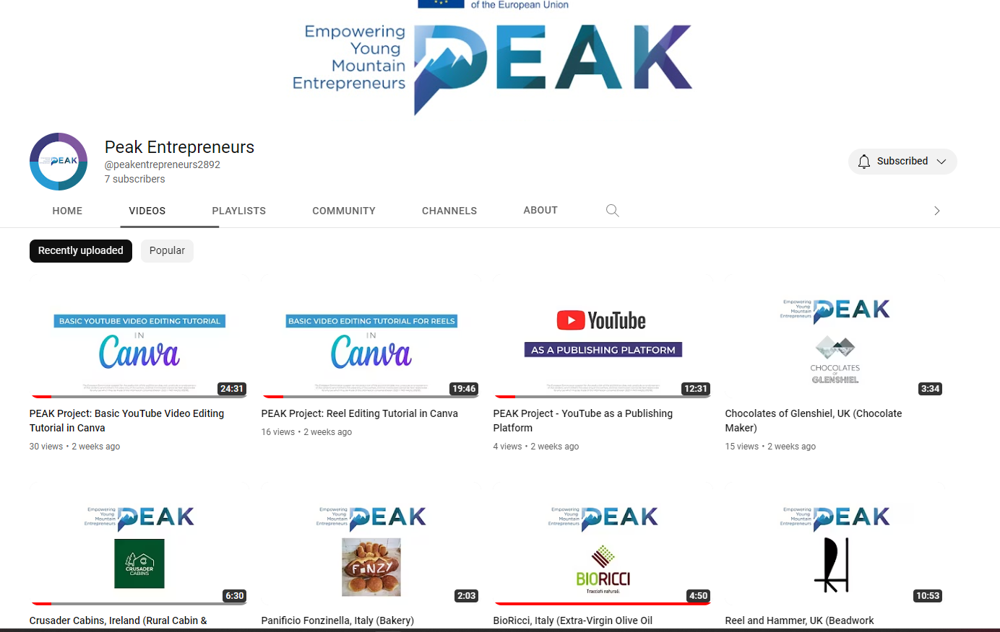 of the European Union
Empowering
Young
Mountain
Entrepreneurs
PEAK
PEAK
Peak Entrepreneurs
@peakentrepreneurs2892
7 subscribers
Subscribed
HOME
VIDEOS
PLAYLISTS
COMMUNITY
CHANNELS
ABOUT
Recently uploaded
Popular
BASIC YOUTUBE VIDEO EDITING TUTORIAL
IN
Canva
24:31
BASIC VIDEO EDITING TUTORIAL FOR REELS
IN
Canva
19:46
YouTube
AS A PUBLISHING PLATFORM
12:31
Empowering
Young
Mountain
Entrepreneurs
PEAK
CHOCOLATES
OF
GLENSHIEL
3:34
PEAK Project: Basic YouTube Video Editing
Tutorial in Canva
30 views • 2 weeks ago
PEAK Project: Reel Editing Tutorial in Canva
16 views • 2 weeks ago
PEAK Project - YouTube as a Publishing
Platform
4 views • 2 weeks ago
Chocolates of Glenshiel, UK (Chocolate
Maker)
15 views • 2 weeks ago
Empowering
Young
Mountain
Entrepreneurs
PEAK
CRUSADER
CABINS
6:30
Empowering
Young
Mountain
Entrepreneurs
PEAK
FONZY
2:03
Empowering
Young
Mountain
Entrepreneurs
PEAK
BIORICCI
Tracciati naturali.
4:50
Empowering
Young
Mountain
Entrepreneurs
PEAK
10:53
Crusader Cabins, Ireland (Rural Cabin &
Panificio Fonzinella, Italy (Bakery)
BioRicci, Italy (Extra-Virgin Olive Oil
Reel and Hammer, UK (Beadwork